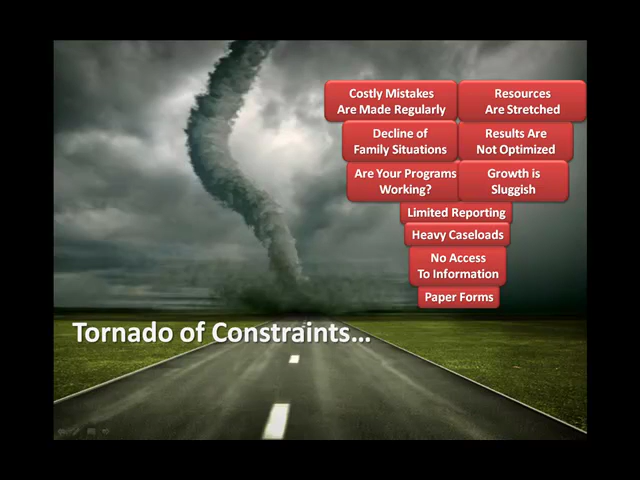 Costly Mistakes
Are Made Regularly
Resources
Are Stretched
Decline of
Family Situations
Results Are
Not Optimized
Are Your Programs
Working?
Growth is
Sluggish
Limited Reporting
Heavy Caseloads
No Access
To Information
Paper Forms
Tornado of Constraints...